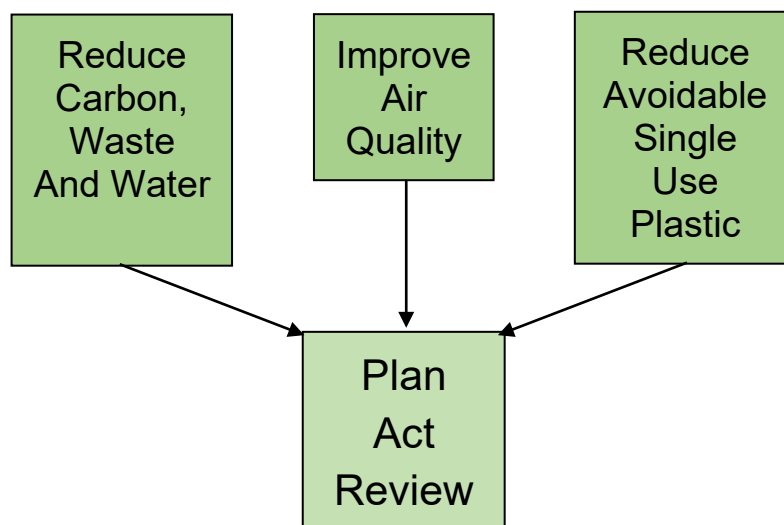 Reduce
Carbon,
Waste
And Water
Improve
Air
Quality
Reduce
Avoidable
Single
Use
Plastic
Plan
Act
Review